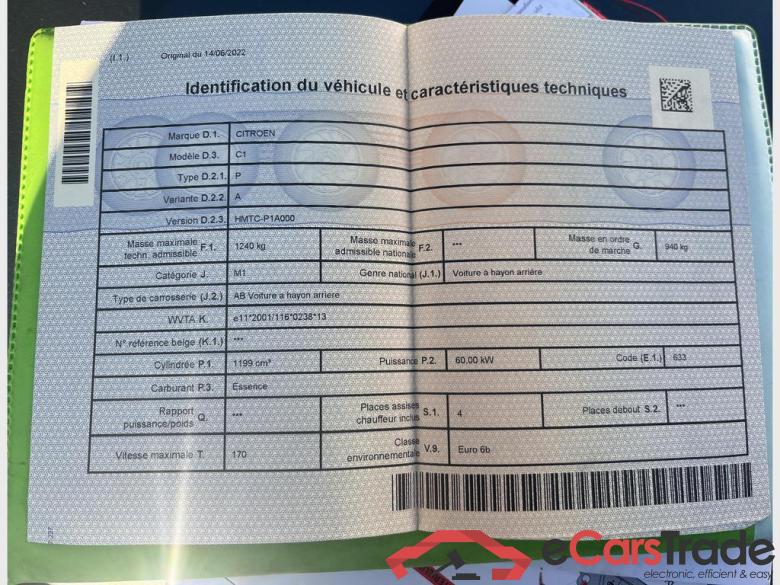 (I.1.) Original du 14/06/2022
Identification du véhicule et caractéristiques techniques
Marque D.1. CITROEN
Modèle D.3. C1
Type D.2.1. P
Variante D.2.2. A
Version D.2.3. HMTC-P1A000
Masse maximale techn. admissible F.1. 1240 kg Masse maximale admissible nationale F.2. *** Masse en ordre de marche G. 940 kg
Catégorie J. M1 Genre national (J.1.) Voiture à hayon arrière
Type de carrosserie (J.2.) AB Voiture à hayon arrière
WVTA K. e11*2001/116*0238*13
N° référence belge (K.1.) ***
Cylindrée P.1. 1199 cm³ Puissance P.2. 60,00 kW Code (E.1.) 633
Carburant P.3. Essence
Rapport puissance/poids Q. *** Places assises chauffeur inclus S.1. 4 Places debout S.2. ***
Vitesse maximale T. 170 Classe environnementale V.9. Euro 6b
eCarsTrade
electronic, efficient & easy